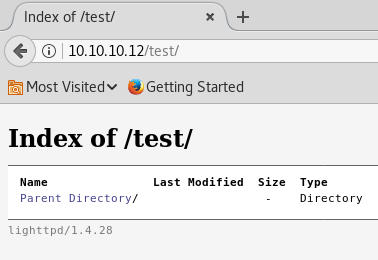 Index of /test/
10.10.10.12/test/
Most Visited Getting Started
Index of /test/
Name Last Modified Size Type
Parent Directory/ - Directory
lighttpd/1.4.28